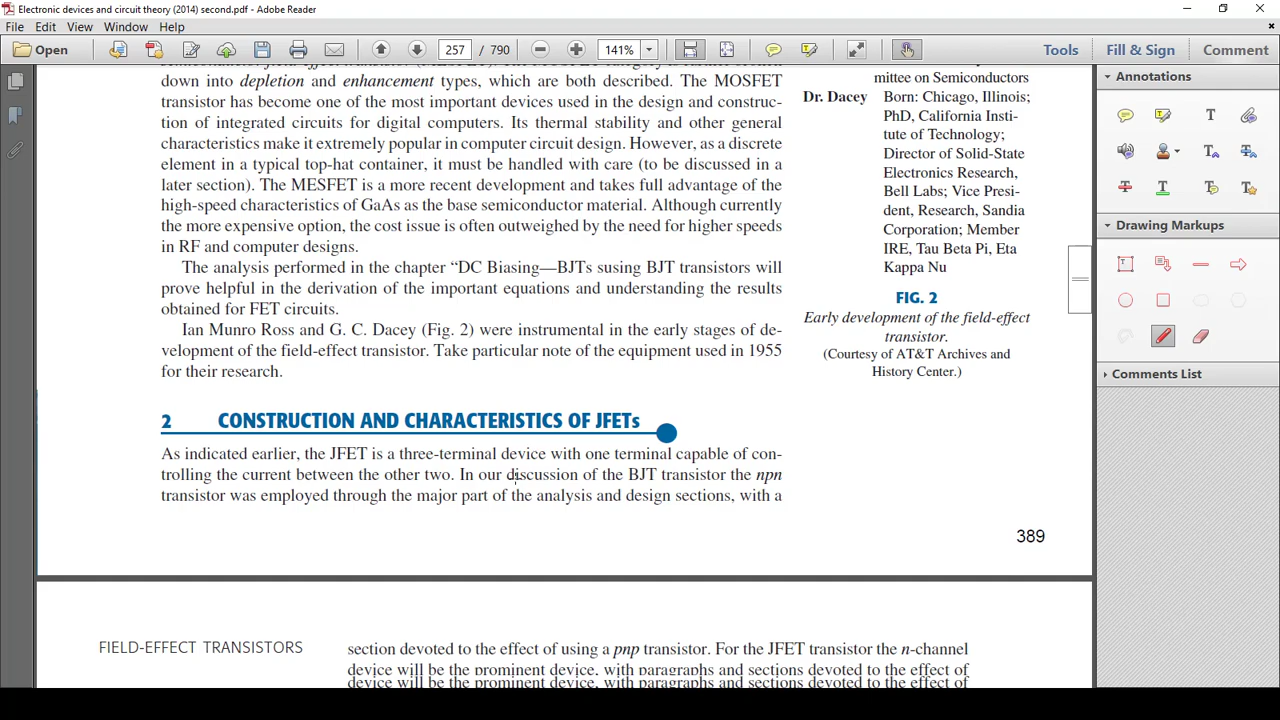 Electronic devices and circuit theory (2014) second.pdf - Adobe Reader
File Edit View Window Help
Open 257 / 790 141% Tools Fill & Sign Comment
down into depletion and enhancement types, which are both described. The MOSFET
transistor has become one of the most important devices used in the design and construc-
tion of integrated circuits for digital computers. Its thermal stability and other general
characteristics make it extremely popular in computer circuit design. However, as a discrete
element in a typical top-hat container, it must be handled with care (to be discussed in a
later section). The MESFET is a more recent development and takes full advantage of the
high-speed characteristics of GaAs as the base semiconductor material. Although currently
the more expensive option, the cost issue is often outweighed by the need for higher speeds
in RF and computer designs.
The analysis performed in the chapter “DC Biasing—BJTs susing BJT transistors will
prove helpful in the derivation of the important equations and understanding the results
obtained for FET circuits.
Ian Munro Ross and G. C. Dacey (Fig. 2) were instrumental in the early stages of de-
velopment of the field-effect transistor. Take particular note of the equipment used in 1955
for their research.
mittee on Semiconductors
Dr. Dacey Born: Chicago, Illinois;
PhD, California Insti-
tute of Technology;
Director of Solid-State
Electronics Research,
Bell Labs; Vice Presi-
dent, Research, Sandia
Corporation; Member
IRE, Tau Beta Pi, Eta
Kappa Nu
FIG. 2
Early development of the field-effect
transistor.
(Courtesy of AT&T Archives and
History Center.)
2 CONSTRUCTION AND CHARACTERISTICS OF JFETs
As indicated earlier, the JFET is a three-terminal device with one terminal capable of con-
trolling the current between the other two. In our discussion of the BJT transistor the npn
transistor was employed through the major part of the analysis and design sections, with a
389
FIELD-EFFECT TRANSISTORS
section devoted to the effect of using a pnp transistor. For the JFET transistor the n-channel
device will be the prominent device, with paragraphs and sections devoted to the effect of
device will be the prominent device, with paragraphs and sections devoted to the effect of
Annotations
Drawing Markups
Comments List